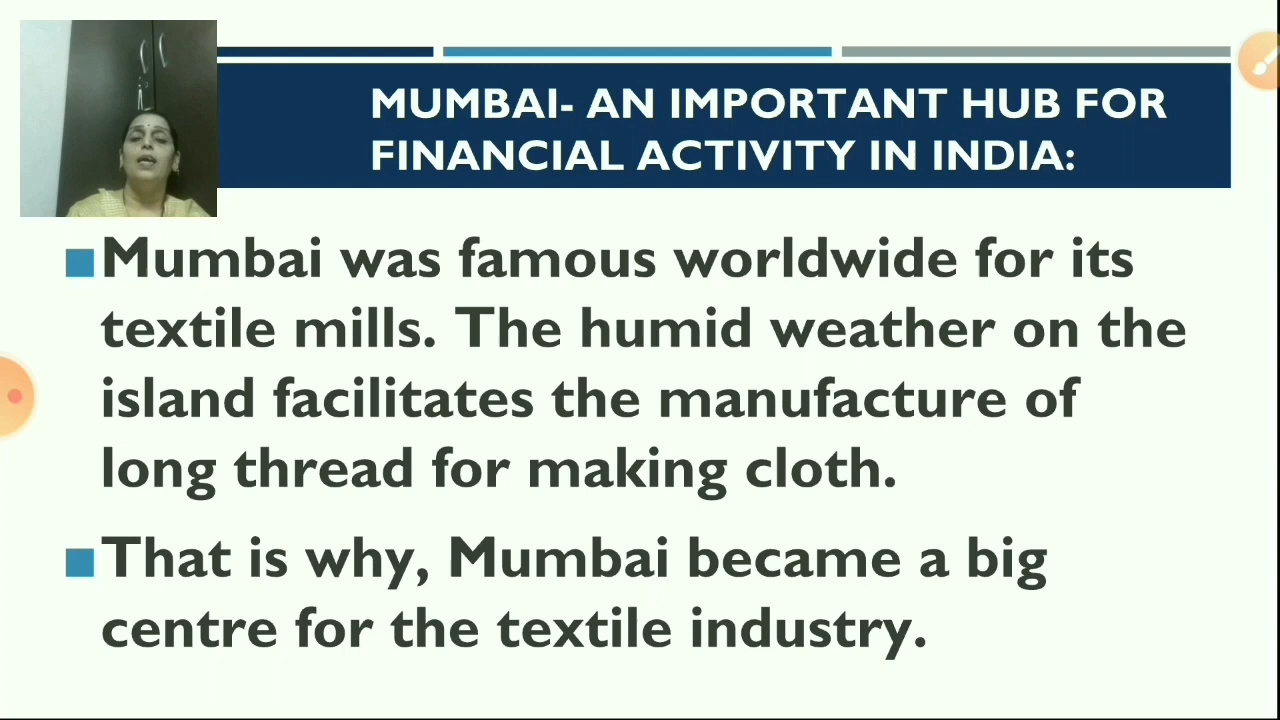 MUMBAI- AN IMPORTANT HUB FOR
FINANCIAL ACTIVITY IN INDIA:
Mumbai was famous worldwide for its
textile mills. The humid weather on the
island facilitates the manufacture of
long thread for making cloth.
That is why, Mumbai became a big
centre for the textile industry.